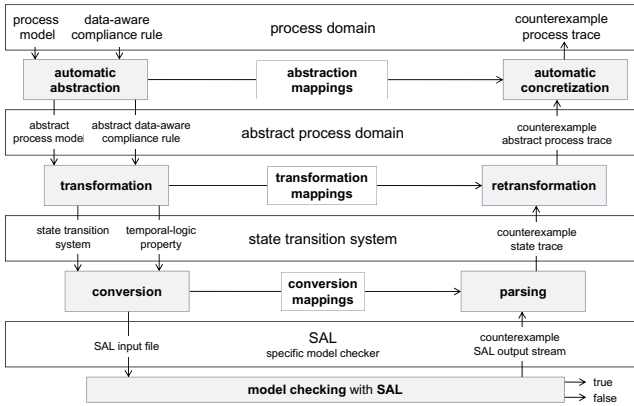 process model
data-aware compliance rule
process domain
counterexample process trace
automatic abstraction
abstraction mappings
automatic concretization
abstract process model
abstract data-aware compliance rule
abstract process domain
counterexample abstract process trace
transformation
transformation mappings
retransformation
state transition system
temporal-logic property
state transition system
counterexample state trace
conversion
conversion mappings
parsing
SAL input file
SAL
specific model checker
counterexample SAL output stream
model checking with SAL
true
false